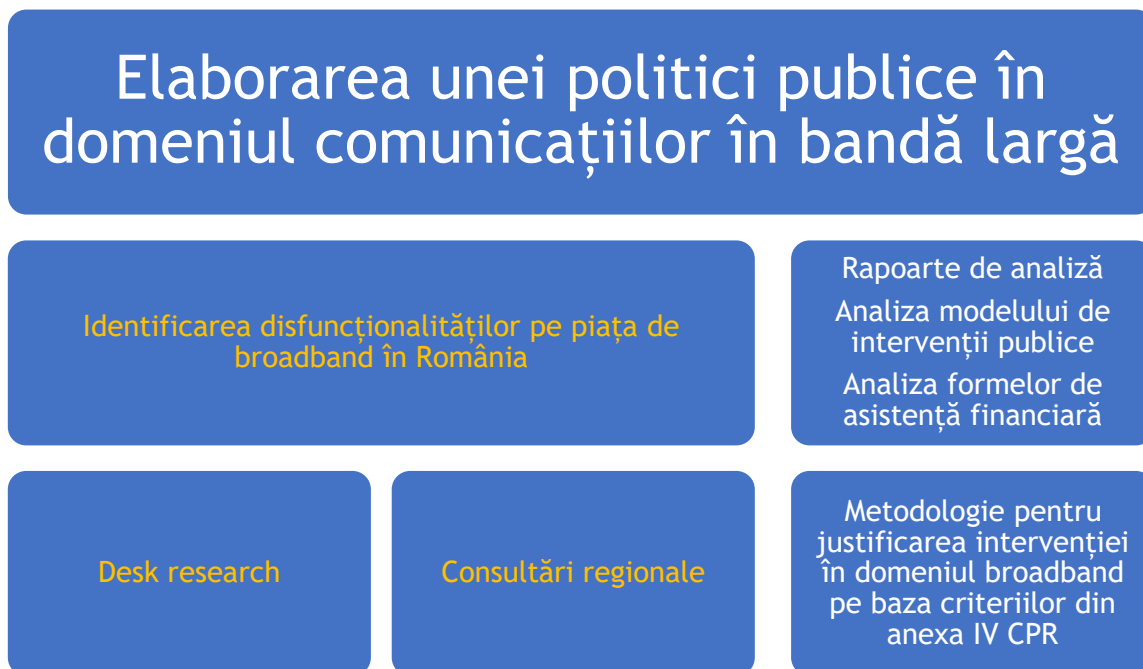 Elaborarea unei politici publice în
domeniul comunicațiilor în bandă largă
Identificarea disfuncționalităților pe piața de
broadband în România
Rapoarte de analiză
Analiza modelului de
intervenții publice
Analiza formelor de
asistență financiară
Desk research
Consultări regionale
Metodologie pentru
justificarea intervenției
în domeniul broadband
pe baza criteriilor din
anexa IV CPR